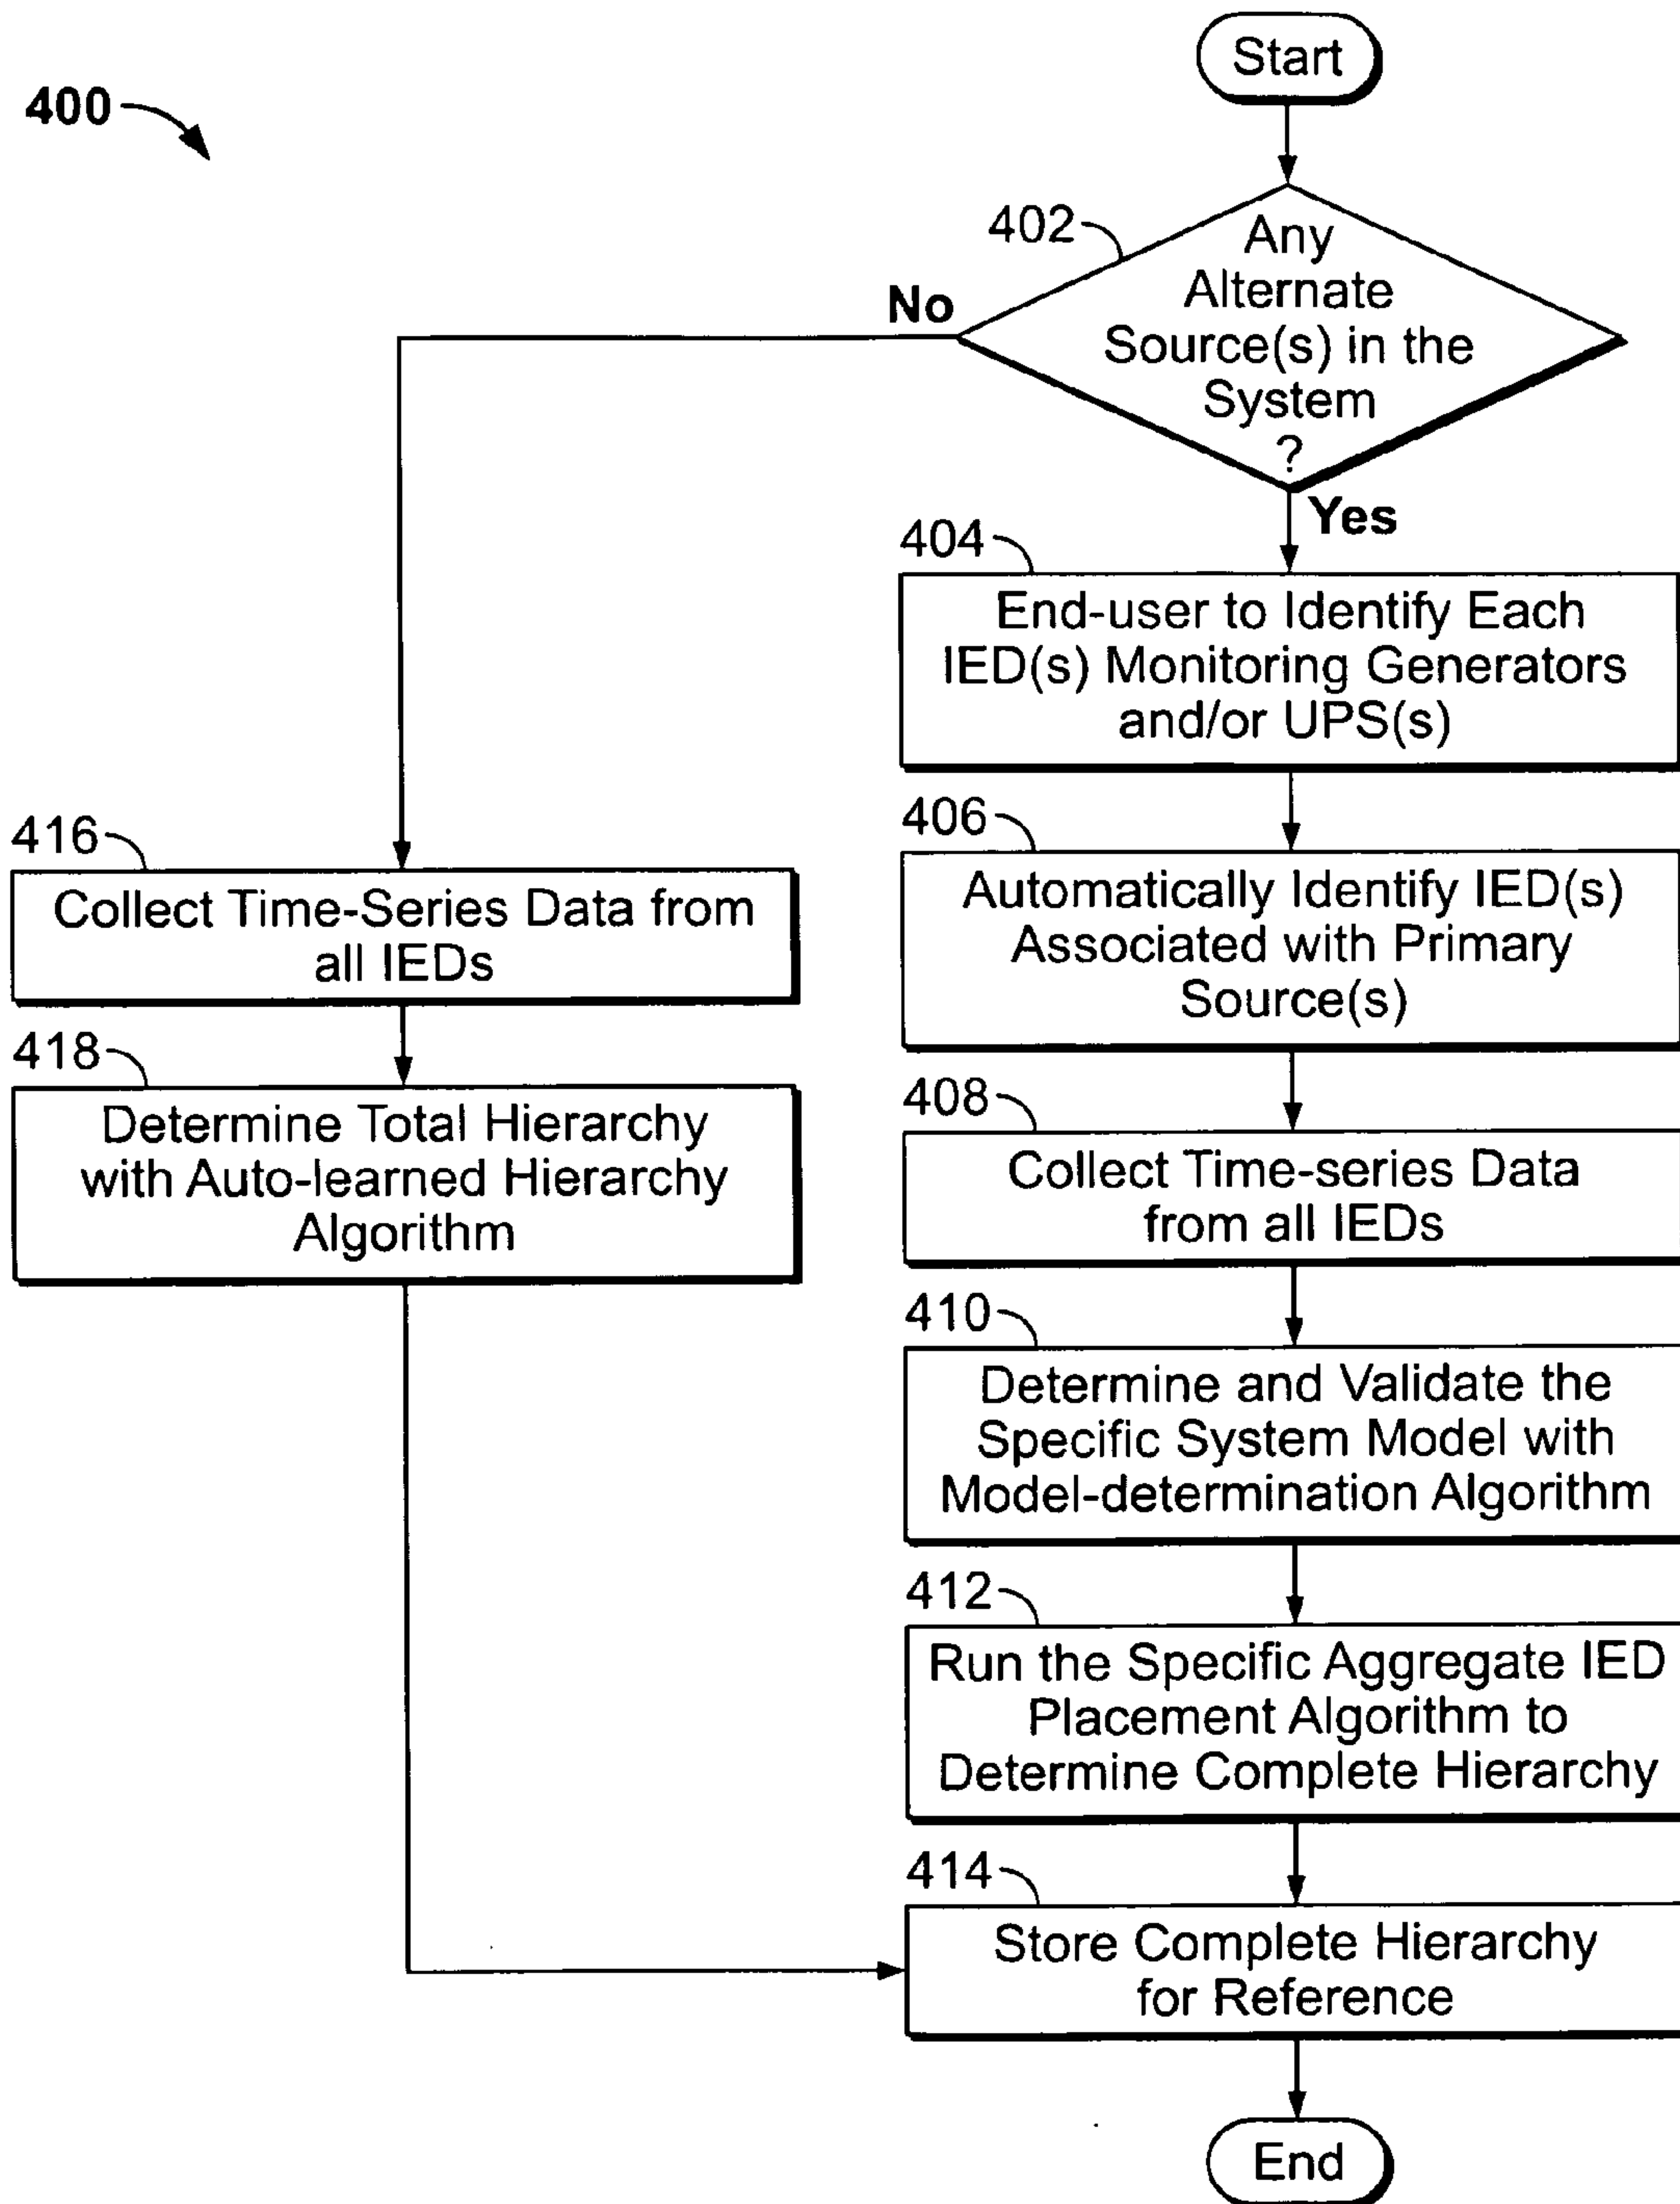 400
Start
402
Any
Alternate
Source(s) in the
System
?
No
Yes
404
End-user to Identify Each
IED(s) Monitoring Generators
and/or UPS(s)
406
Automatically Identify IED(s)
Associated with Primary
Source(s)
408
Collect Time-series Data
from all IEDs
410
Determine and Validate the
Specific System Model with
Model-determination Algorithm
412
Run the Specific Aggregate IED
Placement Algorithm to
Determine Complete Hierarchy
416
Collect Time-Series Data from
all IEDs
418
Determine Total Hierarchy
with Auto-learned Hierarchy
Algorithm
414
Store Complete Hierarchy
for Reference
End